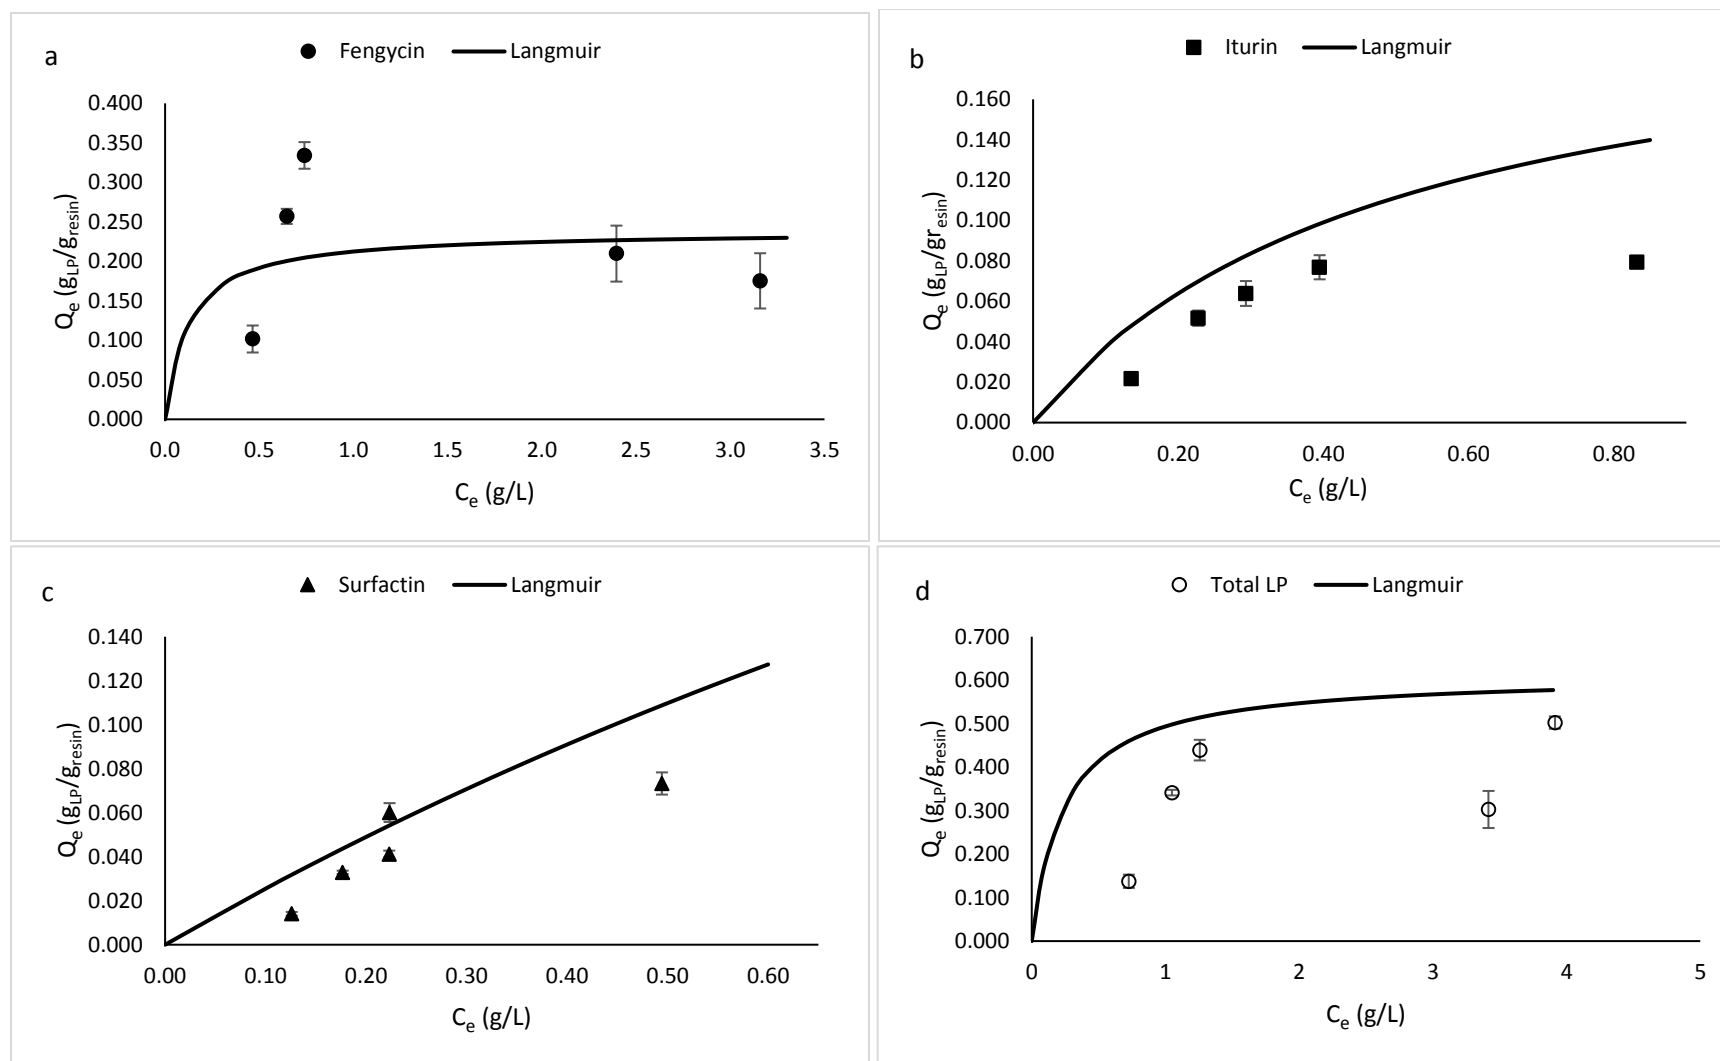 a
Fengycin Langmuir
0.400
0.350
0.300
0.250
0.200
0.150
0.100
0.050
0.000
Qe (gLP/gresin)
0.0 0.5 1.0 1.5 2.0 2.5 3.0 3.5
Ce (g/L)
b
Iturin Langmuir
0.160
0.140
0.120
0.100
0.080
0.060
0.040
0.020
0.000
Qe (gLP/gresin)
0.00 0.20 0.40 0.60 0.80
Ce (g/L)
c
Surfactin Langmuir
0.140
0.120
0.100
0.080
0.060
0.040
0.020
0.000
Qe (gLP/gresin)
0.00 0.10 0.20 0.30 0.40 0.50 0.60
Ce (g/L)
d
Total LP Langmuir
0.700
0.600
0.500
0.400
0.300
0.200
0.100
0.000
Qe (gLP/gresin)
0 1 2 3 4 5
Ce (g/L)